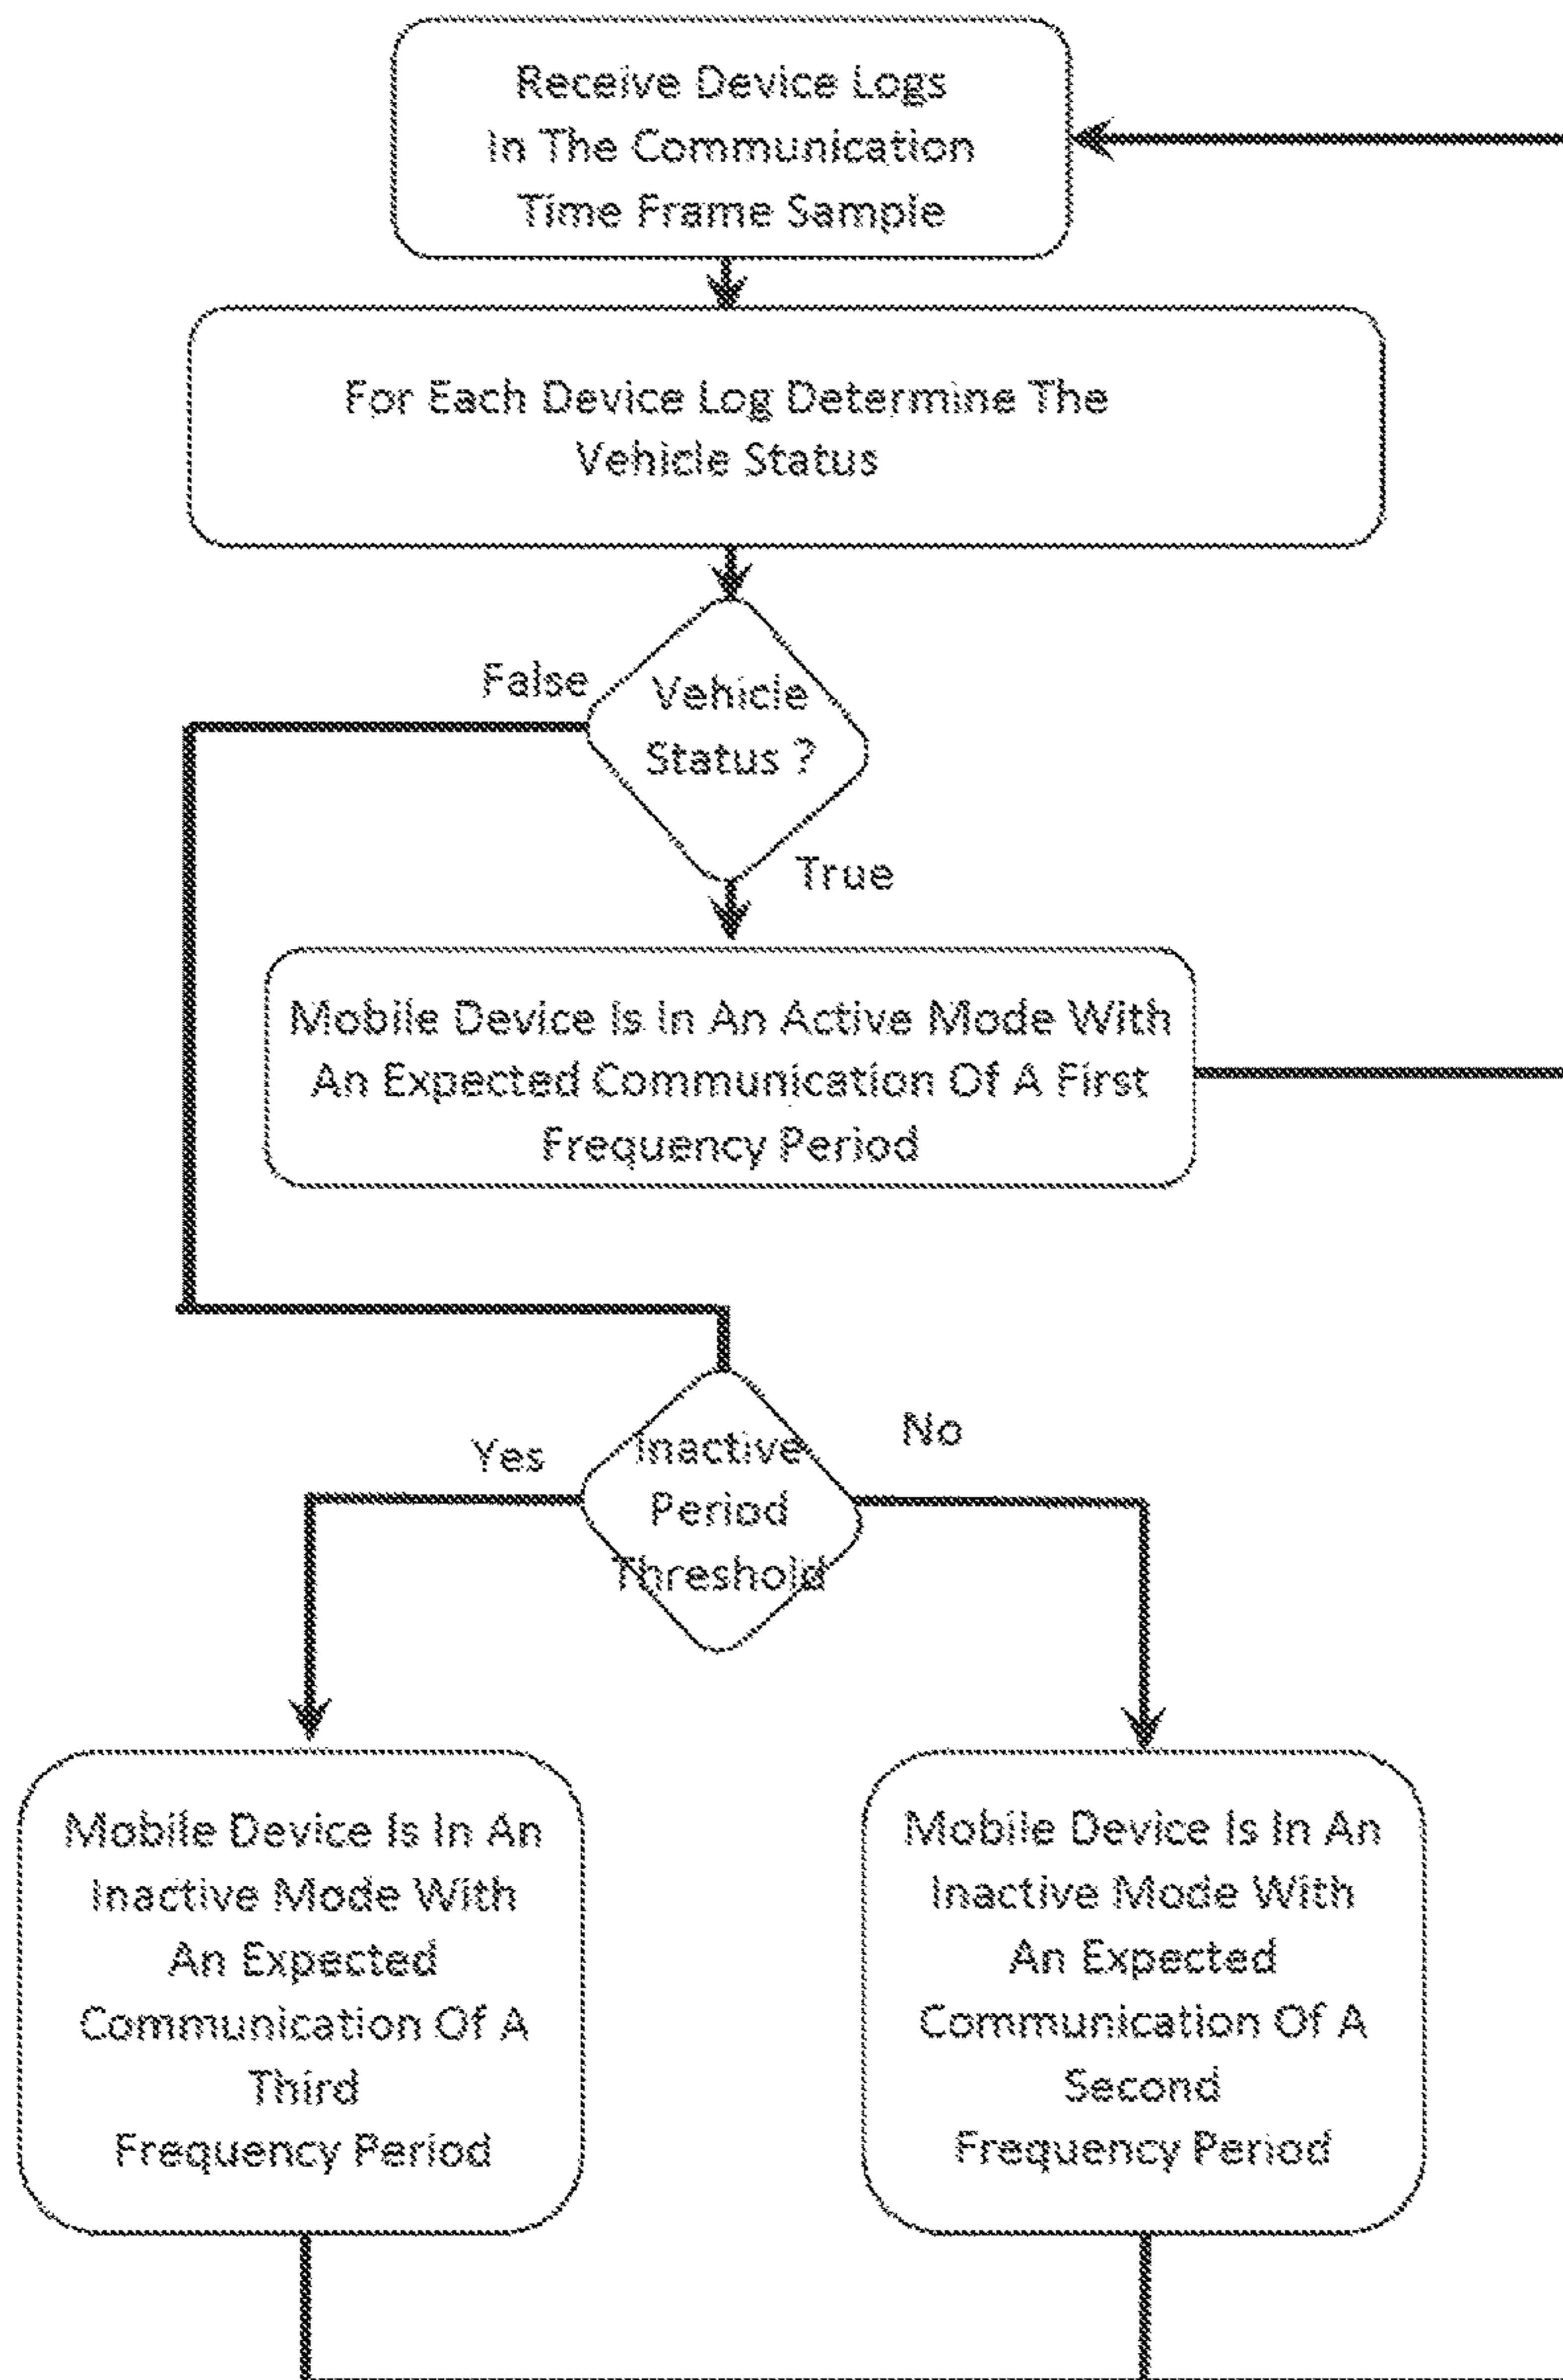 Receive Device Logs
In The Communication
Time Frame Sample
For Each Device Log Determine The
Vehicle Status
False
Vehicle
Status ?
True
Mobile Device Is In An Active Mode With
An Expected Communication Of A First
Frequency Period
Yes
Inactive
Period
Threshold
No
Mobile Device Is In An
Inactive Mode With
An Expected
Communication Of A
Third
Frequency Period
Mobile Device Is In An
Inactive Mode With
An Expected
Communication Of A
Second
Frequency Period